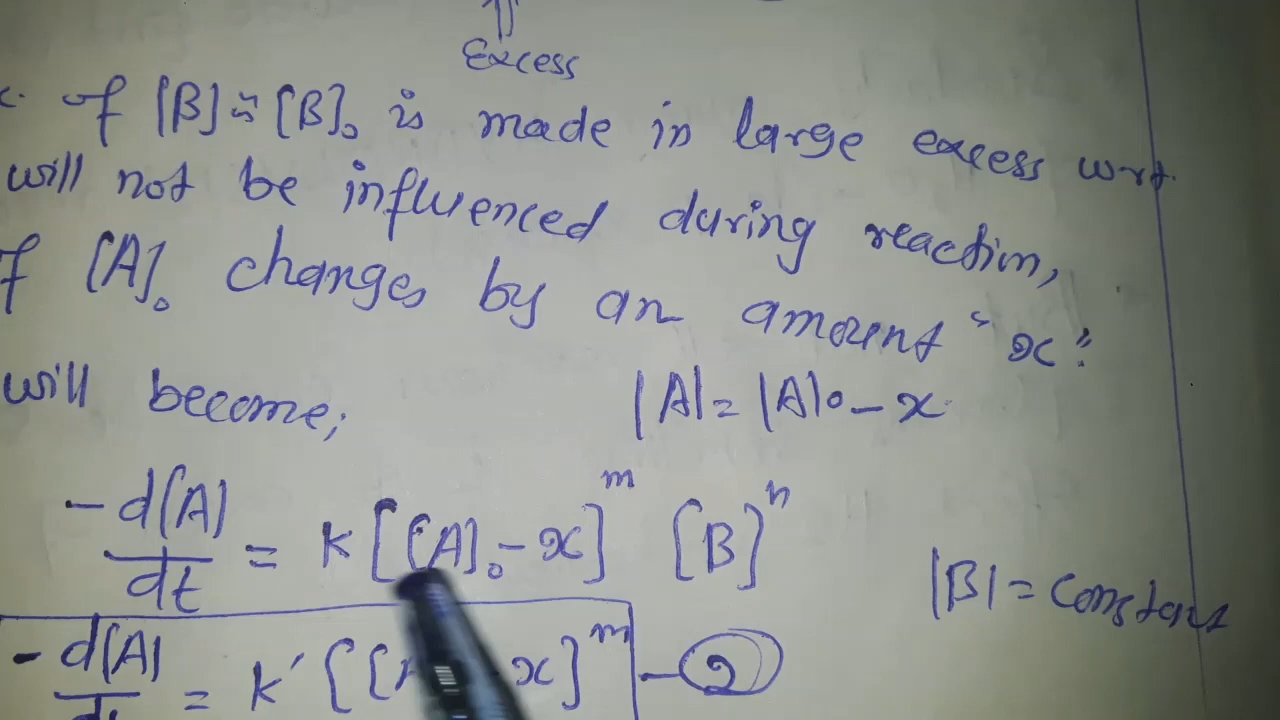 Excess
c. of [B] ≈ [B]₀ is made in large excess wrt.
will not be influenced during reaction,
f [A]₀ changes by an amount "x"
will become; |A| = |A|₀ - x
-d[A]/dt = k [[A]₀ - x]ᵐ [B]ⁿ
|B| = Constant
-d[A]/dt = k' [[A - x]ᵐ - 2